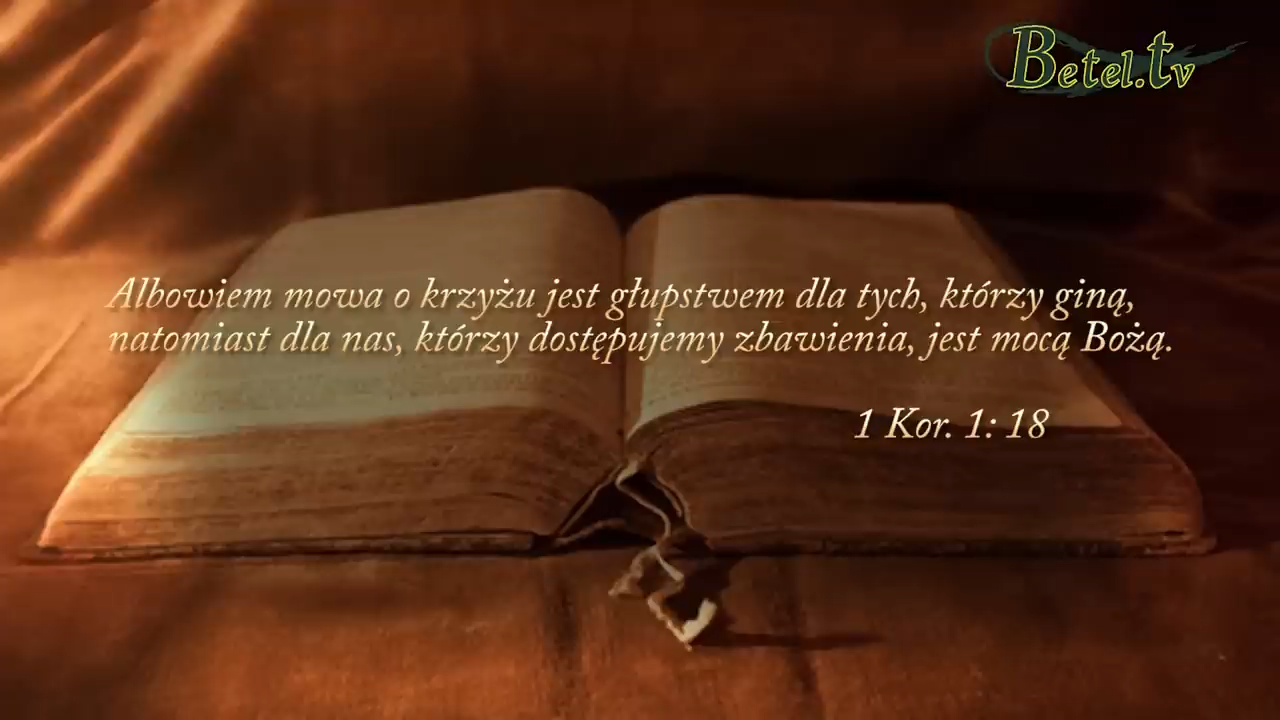 Betel.tv
Albowiem mowa o krzyżu jest głupstwem dla tych, którzy giną,
natomiast dla nas, którzy dostępujemy zbawienia, jest mocą Bożą.
1 Kor. 1: 18